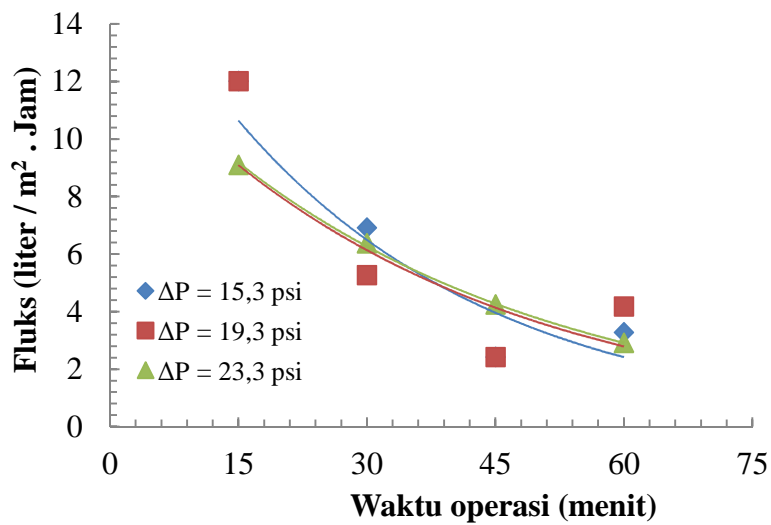 14
12
10
8
6
4
2
0
Fluks (liter / m² . Jam)
ΔP = 15,3 psi
ΔP = 19,3 psi
ΔP = 23,3 psi
0 15 30 45 60 75
Waktu operasi (menit)